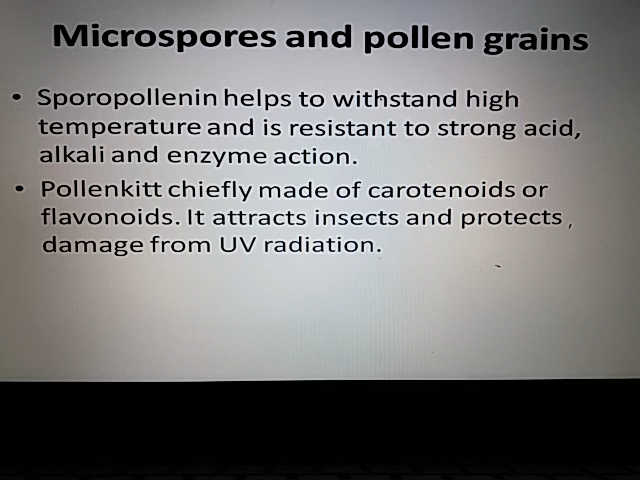 Microspores and pollen grains
• Sporopollenin helps to withstand high
temperature and is resistant to strong acid,
alkali and enzyme action.
• Pollenkitt chiefly made of carotenoids or
flavonoids. It attracts insects and protects ,
damage from UV radiation.